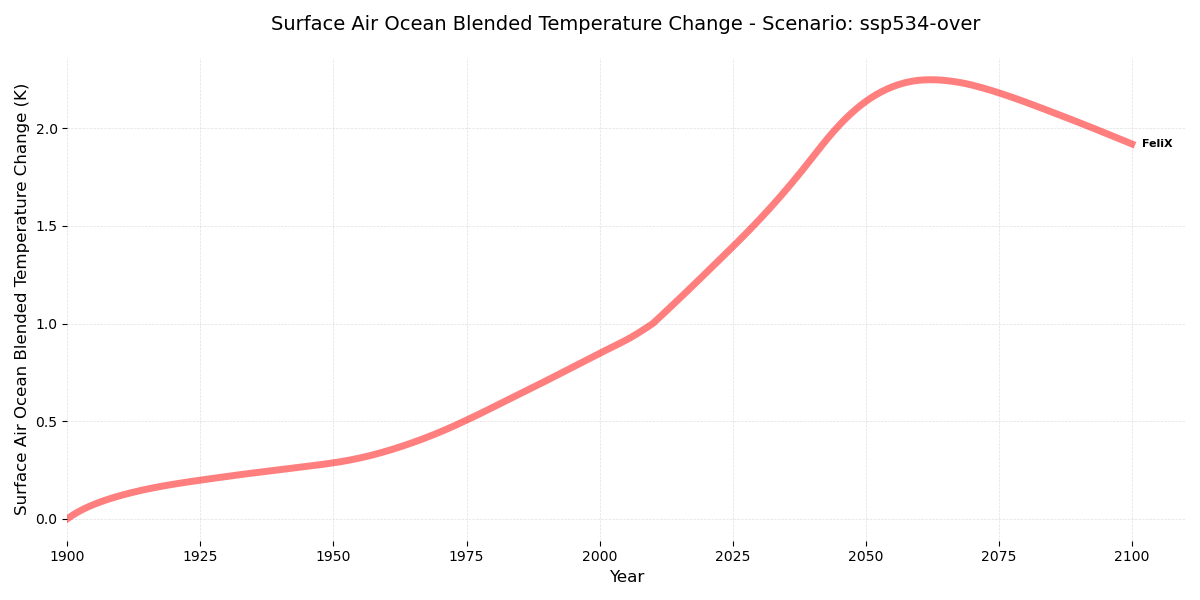 Surface Air Ocean Blended Temperature Change - Scenario: ssp534-over
Surface Air Ocean Blended Temperature Change (K)
2.0
1.5
1.0
0.5
0.0
FeliX
1900 1925 1950 1975 2000 2025 2050 2075 2100
Year